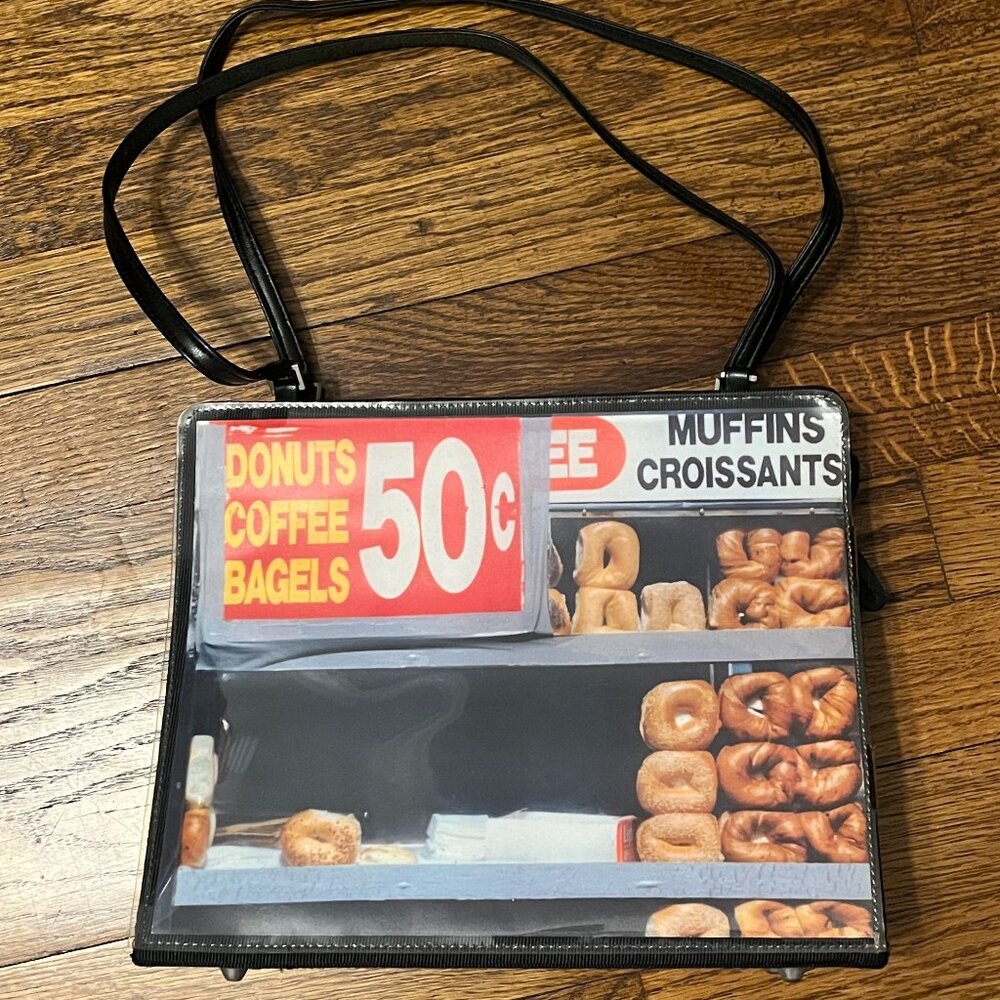 DONUTS
COFFEE
BAGELS
50¢
EE
MUFFINS
CROISSANTS